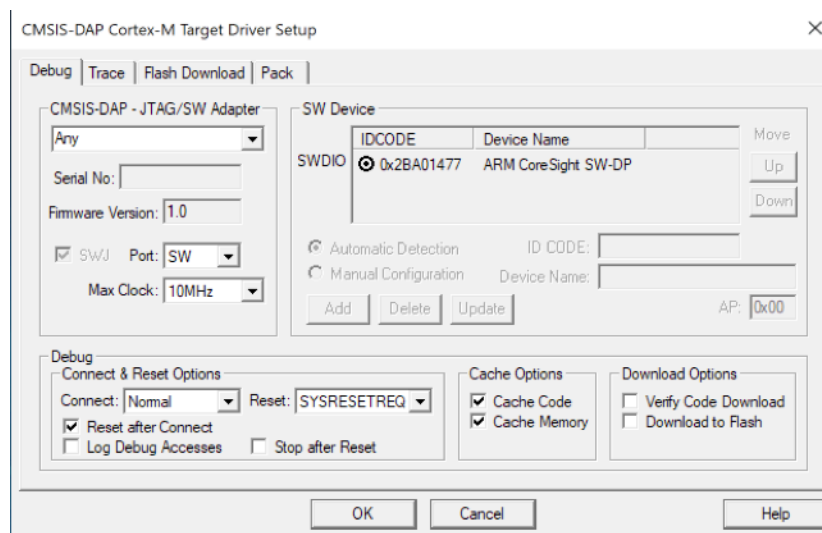 CMSIS-DAP Cortex-M Target Driver Setup
Debug Trace Flash Download Pack
CMSIS-DAP - JTAG/SW Adapter
Any
Serial No:
Firmware Version: 1.0
SWJ Port: SW
Max Clock: 10MHz
SW Device
IDCODE Device Name Move
SWDIO 0x2BA01477 ARM CoreSight SW-DP Up
Down
Automatic Detection ID CODE:
Manual Configuration Device Name:
Add Delete Update AP: 0x00
Debug
Connect & Reset Options
Connect: Normal Reset: SYSRESETREQ
Reset after Connect
Log Debug Accesses Stop after Reset
Cache Options
Cache Code
Cache Memory
Download Options
Verify Code Download
Download to Flash
OK Cancel Help